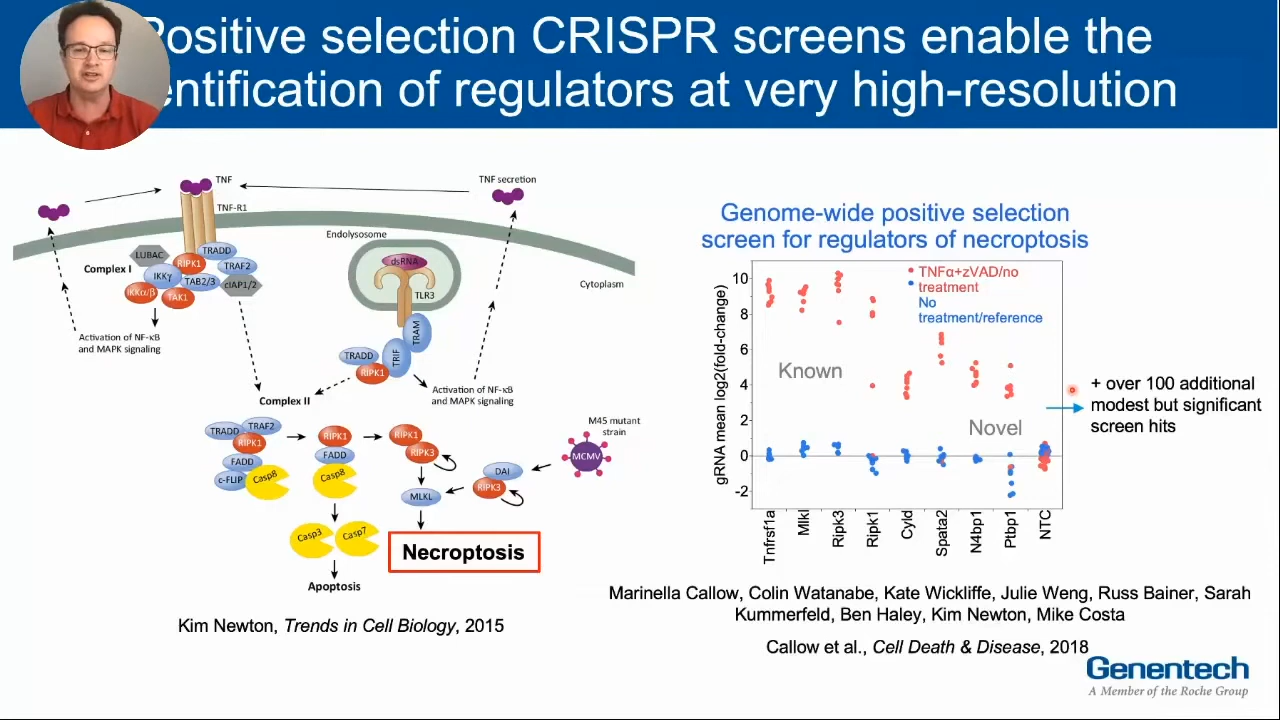 Positive selection CRISPR screens enable the
entification of regulators at very high-resolution
TNF
TNF secretion
TNF-R1
Endolysosome
Cytoplasm
LUBAC
TRADD
RIPK1
TRAF2
Complex I
IKKγ
TAB2/3
cIAP1/2
IKKα/β
TAK1
dsRNA
TLR3
Activation of NF-κB
and MAPK signaling
TRAM
TRIF
TRADD
RIPK1
Activation of NF-κB
and MAPK signaling
Complex II
TRADD
TRAF2
RIPK1
FADD
c-FLIP
Casp8
RIPK1
FADD
Casp8
RIPK1
RIPK3
MLKL
DAI
RIPK3
M45 mutant
strain
MCMV
Casp3
Casp7
Apoptosis
Necroptosis
Kim Newton, Trends in Cell Biology, 2015
Genome-wide positive selection
screen for regulators of necroptosis
gRNA mean log2(fold-change)
10
8
6
4
2
0
-2
TNFα+zVAD/no
treatment
No
treatment/reference
Known
Novel
Tnfrsf1a
Mlkl
Ripk3
Ripk1
Cyld
Spata2
N4bp1
Ptbp1
NTC
+ over 100 additional
modest but significant
screen hits
Marinella Callow, Colin Watanabe, Kate Wickliffe, Julie Weng, Russ Bainer, Sarah
Kummerfeld, Ben Haley, Kim Newton, Mike Costa
Callow et al., Cell Death & Disease, 2018
Genentech
A Member of the Roche Group